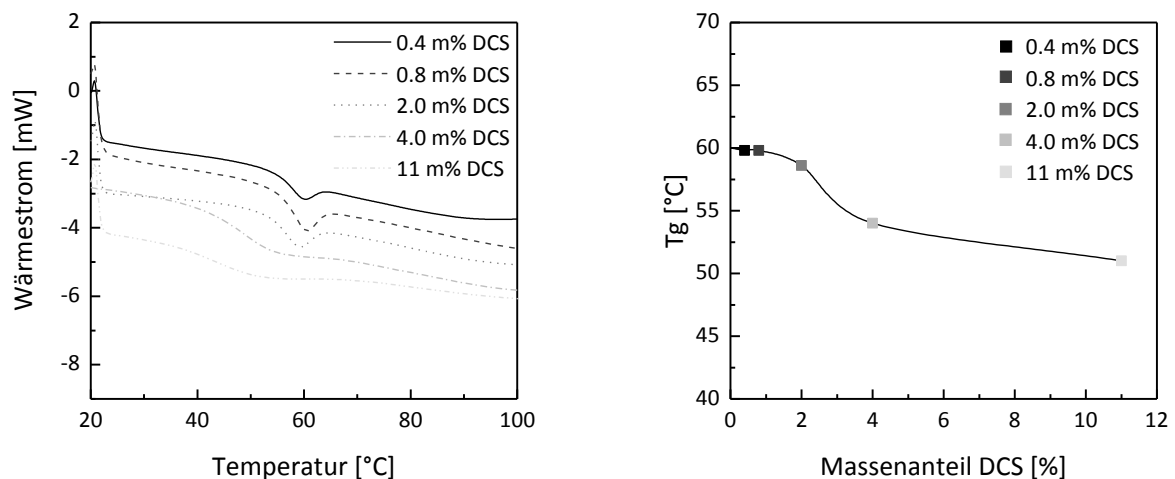 2
0
-2
-4
-6
-8
20
40
60
80
100
Wärmestrom [mW]
Temperatur [°C]
0.4 m% DCS
0.8 m% DCS
2.0 m% DCS
4.0 m% DCS
11 m% DCS
70
65
60
55
50
45
40
0
2
4
6
8
10
12
Tg [°C]
Massenanteil DCS [%]
0.4 m% DCS
0.8 m% DCS
2.0 m% DCS
4.0 m% DCS
11 m% DCS